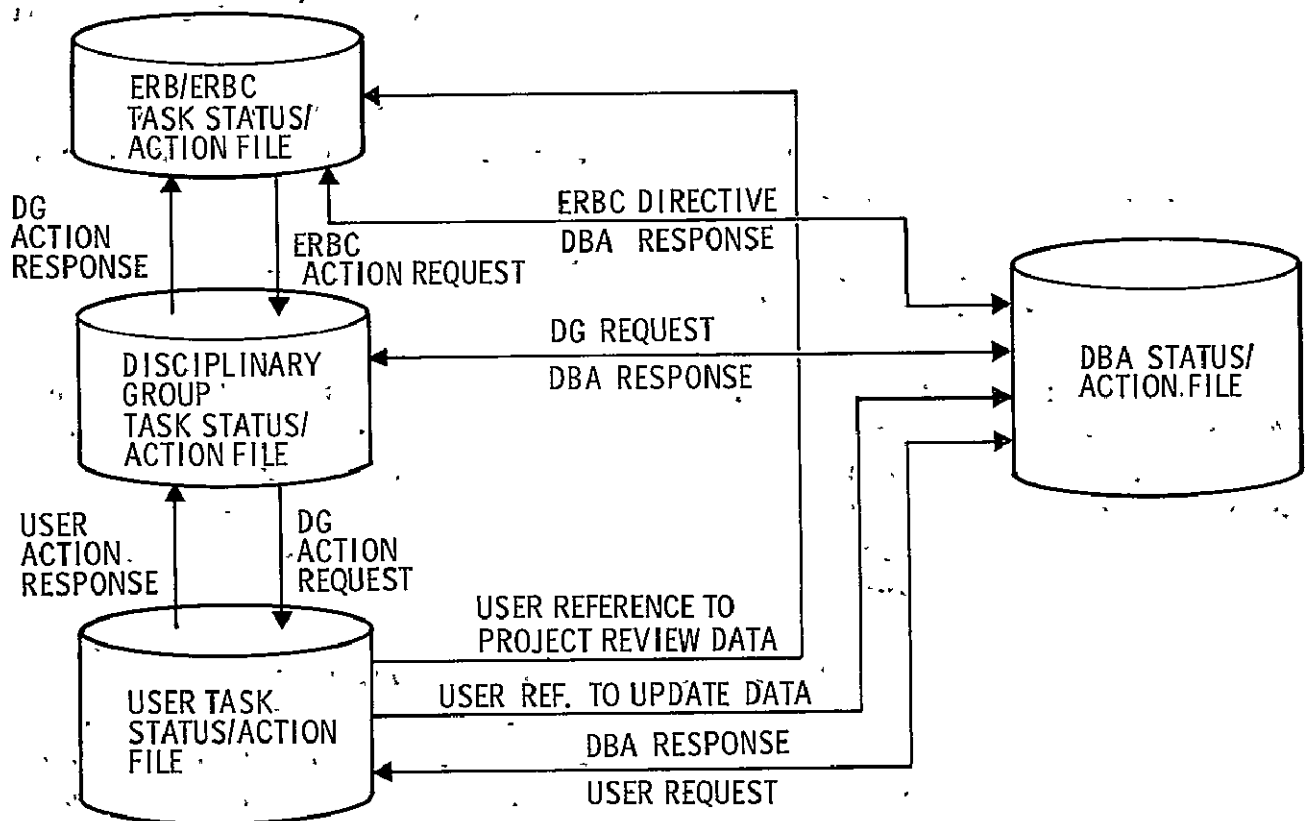 ERB/ERBC
TASK STATUS/
ACTION FILE
DG
ACTION
RESPONSE
ERBC
ACTION REQUEST
ERBC DIRECTIVE
DBA RESPONSE
DISCIPLINARY
GROUP
TASK STATUS/
ACTION FILE
DG REQUEST
DBA RESPONSE
DBA STATUS/
ACTION FILE
USER
ACTION
RESPONSE
DG
ACTION
REQUEST
USER REFERENCE TO
PROJECT REVIEW DATA
USER REF. TO UPDATE DATA
USER TASK
STATUS/ACTION
FILE
DBA RESPONSE
USER REQUEST